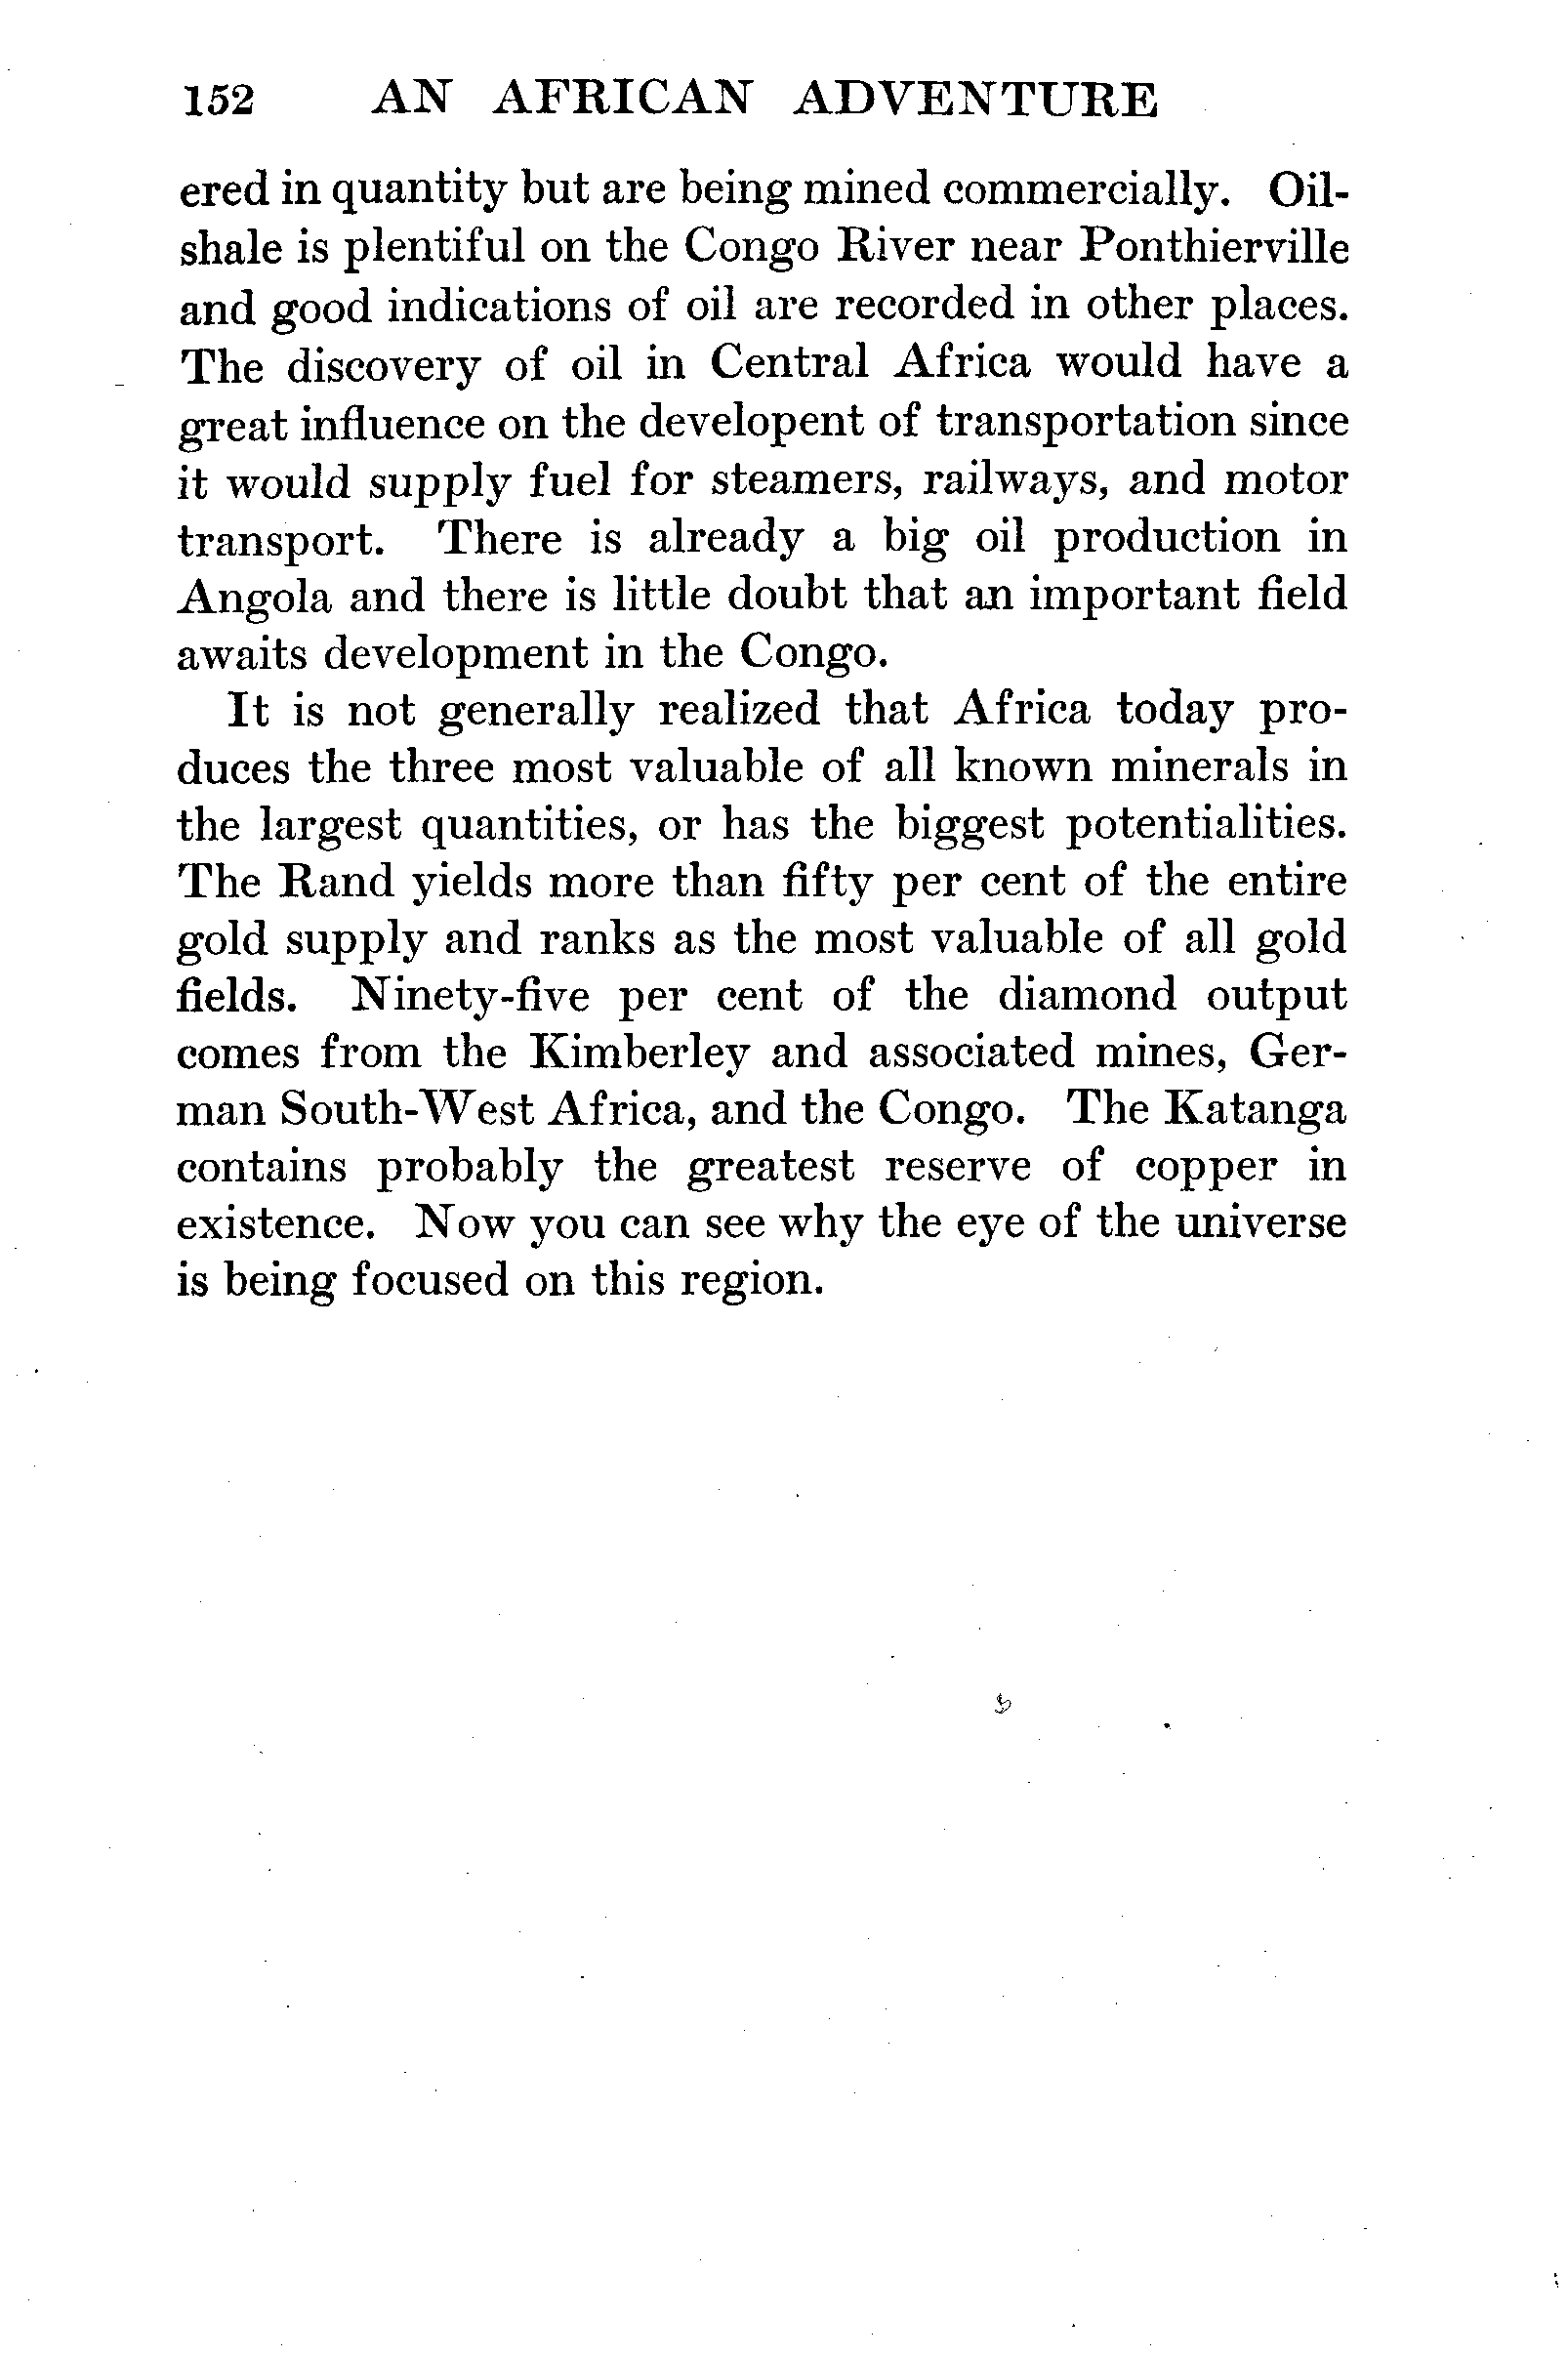 152 AN AFRICAN ADVENTURE
ered in quantity but are being mined commercially. Oil-
shale is plentiful on the Congo River near Ponthierville
and good indications of oil are recorded in other places.
The discovery of oil in Central Africa would have a
great influence on the developent of transportation since
it would supply fuel for steamers, railways, and motor
transport. There is already a big oil production in
Angola and there is little doubt that an important field
awaits development in the Congo.
It is not generally realized that Africa today pro-
duces the three most valuable of all known minerals in
the largest quantities, or has the biggest potentialities.
The Rand yields more than fifty per cent of the entire
gold supply and ranks as the most valuable of all gold
fields. Ninety-five per cent of the diamond output
comes from the Kimberley and associated mines, Ger-
man South-West Africa, and the Congo. The Katanga
contains probably the greatest reserve of copper in
existence. Now you can see why the eye of the universe
is being focused on this region.